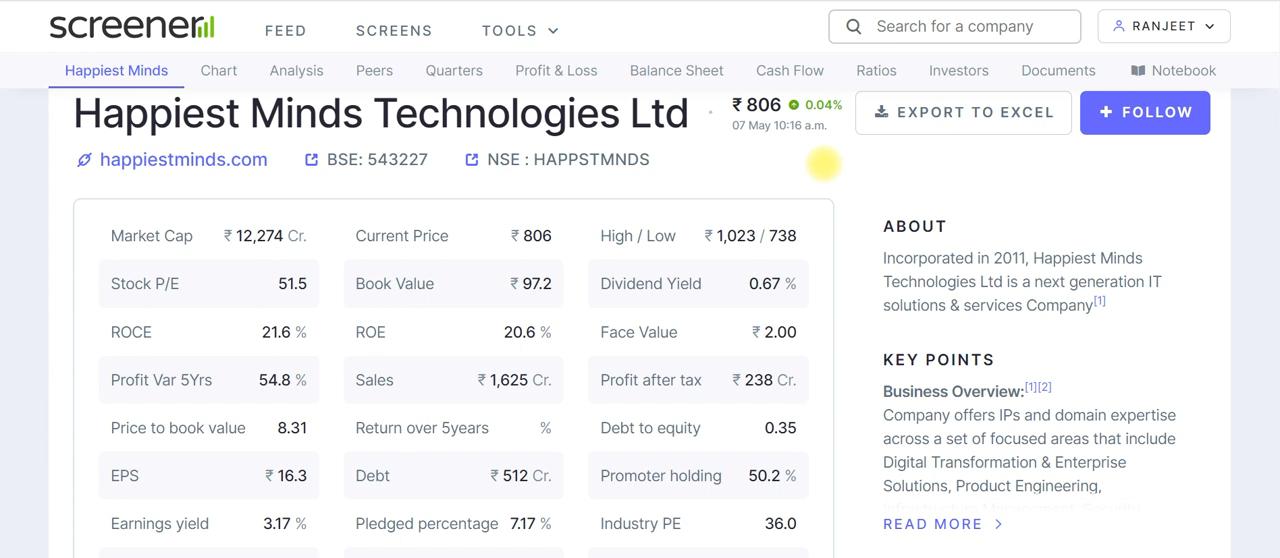 screener
FEED SCREENS TOOLS
Search for a company
RANJEET
Happiest Minds Chart Analysis Peers Quarters Profit & Loss Balance Sheet Cash Flow Ratios Investors Documents Notebook
Happiest Minds Technologies Ltd
₹ 806 0.04%
07 May 10:16 a.m.
EXPORT TO EXCEL
+ FOLLOW
happiestminds.com BSE: 543227 NSE : HAPPSTMNDS
Market Cap ₹ 12,274 Cr. Current Price ₹ 806 High / Low ₹ 1,023 / 738
Stock P/E 51.5 Book Value ₹ 97.2 Dividend Yield 0.67 %
ROCE 21.6 % ROE 20.6 % Face Value ₹ 2.00
Profit Var 5Yrs 54.8 % Sales ₹ 1,625 Cr. Profit after tax ₹ 238 Cr.
Price to book value 8.31 Return over 5years % Debt to equity 0.35
EPS ₹ 16.3 Debt ₹ 512 Cr. Promoter holding 50.2 %
Earnings yield 3.17 % Pledged percentage 7.17 % Industry PE 36.0
ABOUT
Incorporated in 2011, Happiest Minds
Technologies Ltd is a next generation IT
solutions & services Company[1]
KEY POINTS
Business Overview:[1][2]
Company offers IPs and domain expertise
across a set of focused areas that include
Digital Transformation & Enterprise
Solutions, Product Engineering,
Infrastructure Management, Security
READ MORE